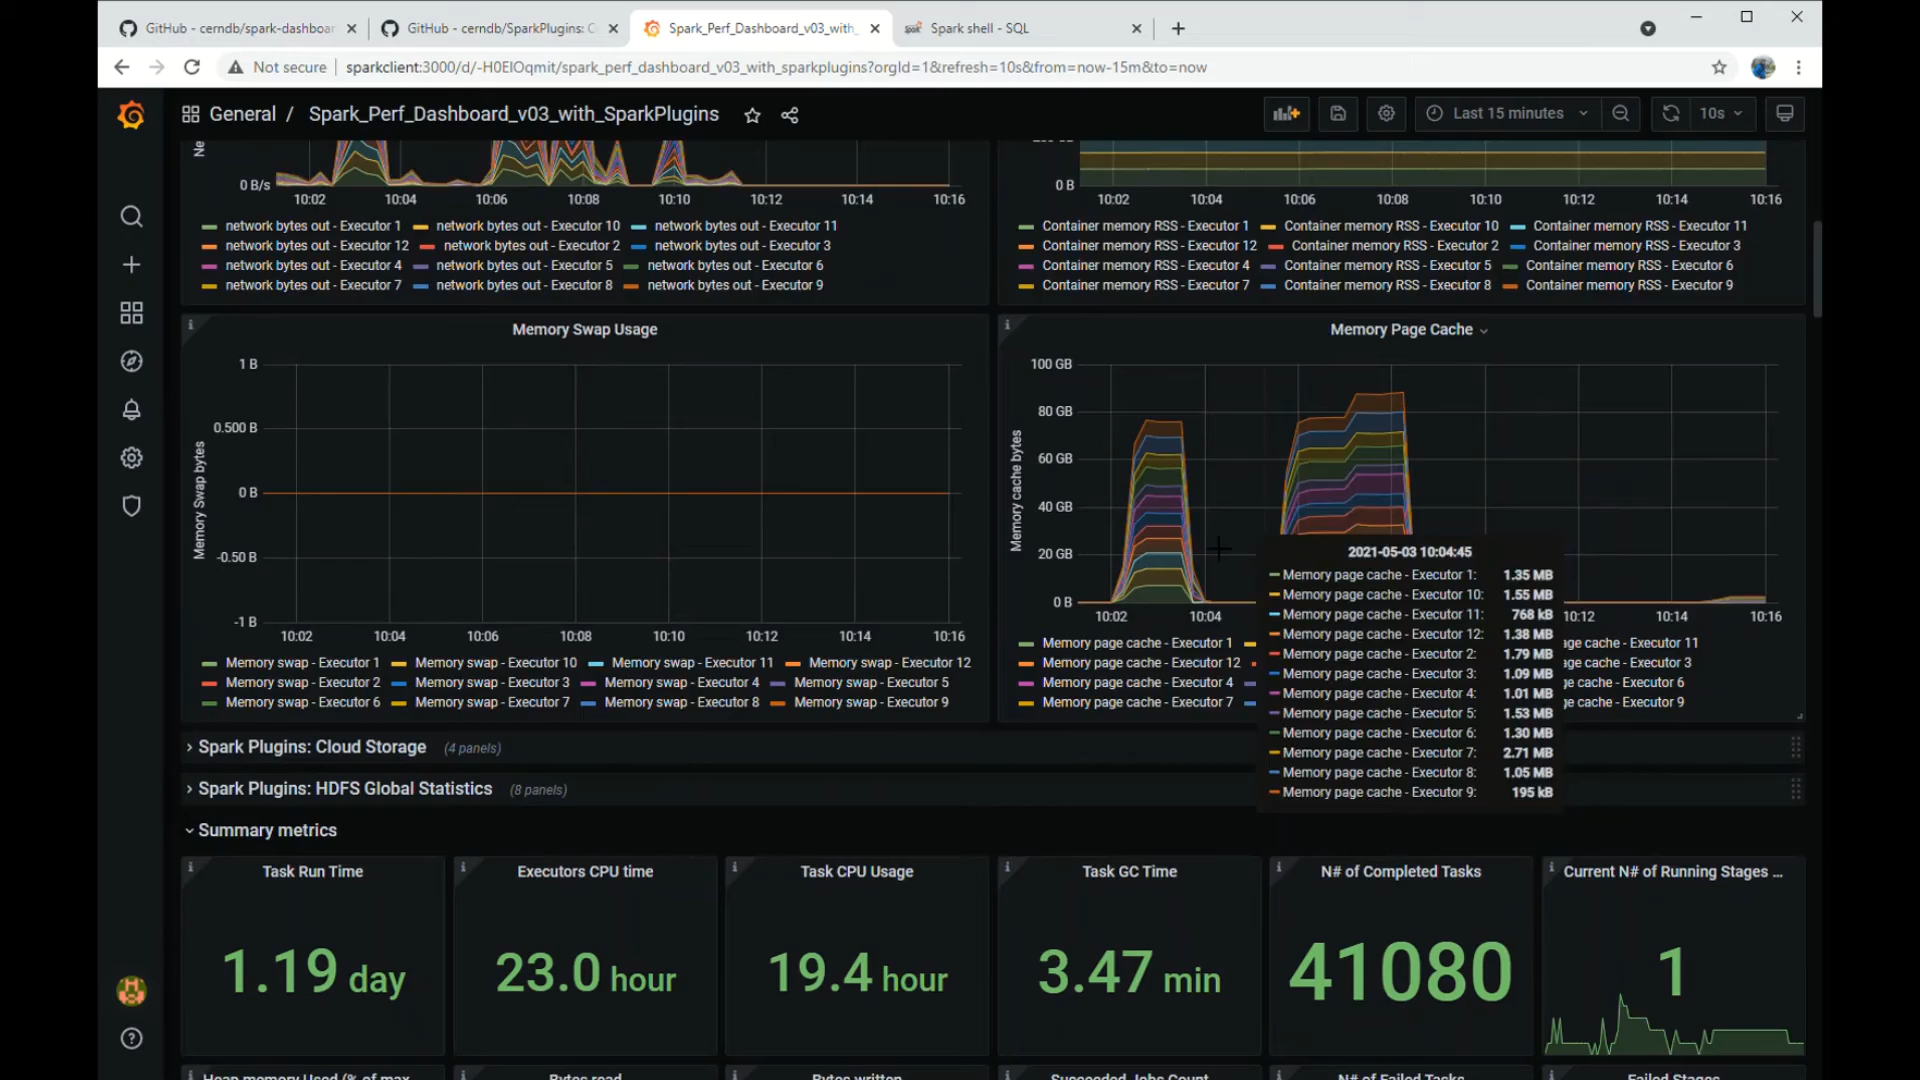 GitHub - cerndb/spark-dashboar
GitHub - cerndb/SparkPlugins: C
Spark_Perf_Dashboard_v03_with_
Spark shell - SQL
Not secure sparkclient:3000/d/-H0EIOqmit/spark_perf_dashboard_v03_with_sparkplugins?orgId=1&refresh=10s&from=now-15m&to=now
General / Spark_Perf_Dashboard_v03_with_SparkPlugins
Last 15 minutes
10s
Ne
0 B/s
10:02 10:04 10:06 10:08 10:10 10:12 10:14 10:16
network bytes out - Executor 1 network bytes out - Executor 10 network bytes out - Executor 11
network bytes out - Executor 12 network bytes out - Executor 2 network bytes out - Executor 3
network bytes out - Executor 4 network bytes out - Executor 5 network bytes out - Executor 6
network bytes out - Executor 7 network bytes out - Executor 8 network bytes out - Executor 9
0 B
10:02 10:04 10:06 10:08 10:10 10:12 10:14 10:16
Container memory RSS - Executor 1 Container memory RSS - Executor 10 Container memory RSS - Executor 11
Container memory RSS - Executor 12 Container memory RSS - Executor 2 Container memory RSS - Executor 3
Container memory RSS - Executor 4 Container memory RSS - Executor 5 Container memory RSS - Executor 6
Container memory RSS - Executor 7 Container memory RSS - Executor 8 Container memory RSS - Executor 9
Memory Swap Usage
Memory Swap bytes
1 B
0.500 B
0 B
-0.50 B
-1 B
10:02 10:04 10:06 10:08 10:10 10:12 10:14 10:16
Memory swap - Executor 1 Memory swap - Executor 10 Memory swap - Executor 11 Memory swap - Executor 12
Memory swap - Executor 2 Memory swap - Executor 3 Memory swap - Executor 4 Memory swap - Executor 5
Memory swap - Executor 6 Memory swap - Executor 7 Memory swap - Executor 8 Memory swap - Executor 9
Memory Page Cache
Memory cache bytes
100 GB
80 GB
60 GB
40 GB
20 GB
0 B
10:02 10:04 10:12 10:14 10:16
Memory page cache - Executor 1 ge cache - Executor 11
Memory page cache - Executor 12 ge cache - Executor 3
Memory page cache - Executor 4 ge cache - Executor 6
Memory page cache - Executor 7 ge cache - Executor 9
2021-05-03 10:04:45
Memory page cache - Executor 1: 1.35 MB
Memory page cache - Executor 10: 1.55 MB
Memory page cache - Executor 11: 768 kB
Memory page cache - Executor 12: 1.38 MB
Memory page cache - Executor 2: 1.79 MB
Memory page cache - Executor 3: 1.09 MB
Memory page cache - Executor 4: 1.01 MB
Memory page cache - Executor 5: 1.53 MB
Memory page cache - Executor 6: 1.30 MB
Memory page cache - Executor 7: 2.71 MB
Memory page cache - Executor 8: 1.05 MB
Memory page cache - Executor 9: 195 kB
Spark Plugins: Cloud Storage (4 panels)
Spark Plugins: HDFS Global Statistics (8 panels)
Summary metrics
Task Run Time
1.19 day
Executors CPU time
23.0 hour
Task CPU Usage
19.4 hour
Task GC Time
3.47 min
N# of Completed Tasks
41080
Current N# of Running Stages ...
1
Heap memory Used (% of max
Bytes read
Bytes written
Succeeded Jobs Count
N# of Failed Tasks
Failed Stages